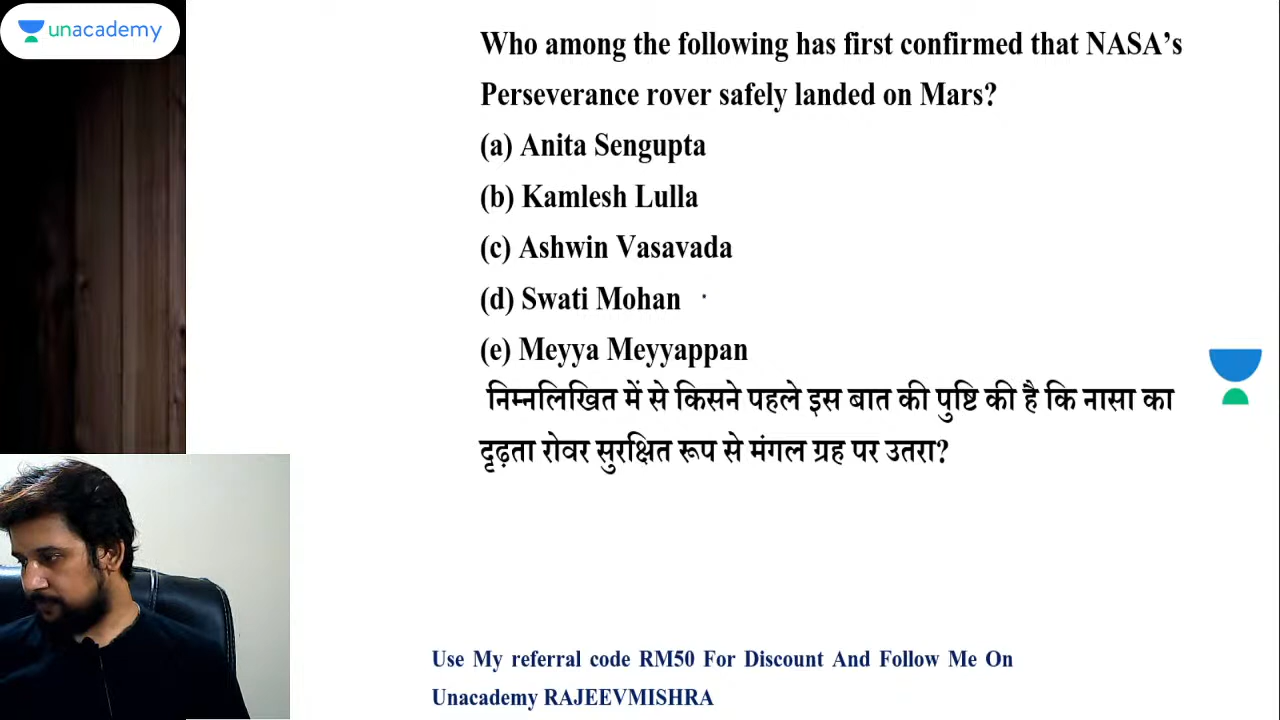 unacademy
Who among the following has first confirmed that NASA's
Perseverance rover safely landed on Mars?
(a) Anita Sengupta
(b) Kamlesh Lulla
(c) Ashwin Vasavada
(d) Swati Mohan
(e) Meyya Meyyappan
निम्नलिखित में से किसने पहले इस बात की पुष्टि की है कि नासा का
दृढ़ता रोवर सुरक्षित रूप से मंगल ग्रह पर उतरा?
Use My referral code RM50 For Discount And Follow Me On
Unacademy RAJEEVMISHRA